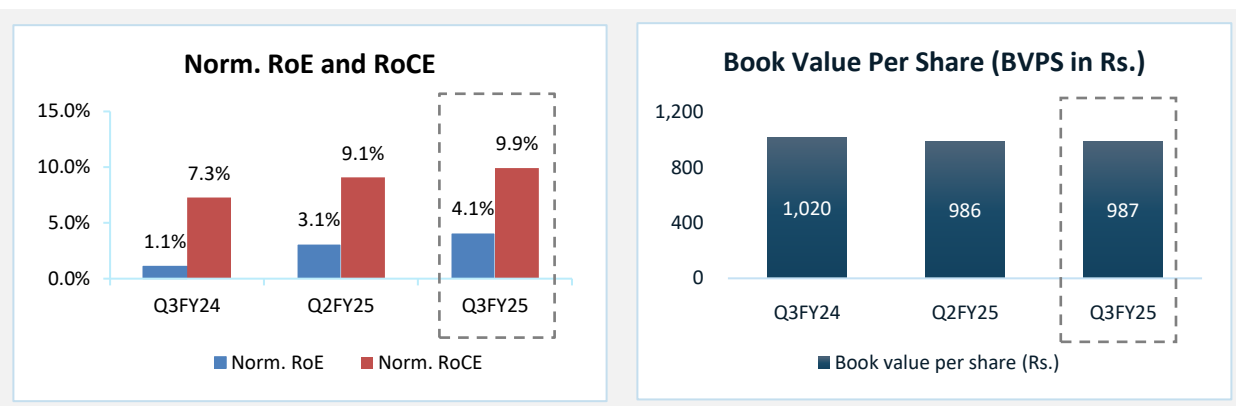 Norm. RoE and RoCE
15.0%
10.0%
5.0%
0.0%
1.1%
7.3%
3.1%
9.1%
4.1%
9.9%
Q3FY24 Q2FY25 Q3FY25
Norm. RoE Norm. RoCE
Book Value Per Share (BVPS in Rs.)
1,200
800
400
0
1,020 986 987
Q3FY24 Q2FY25 Q3FY25
Book value per share (Rs.)